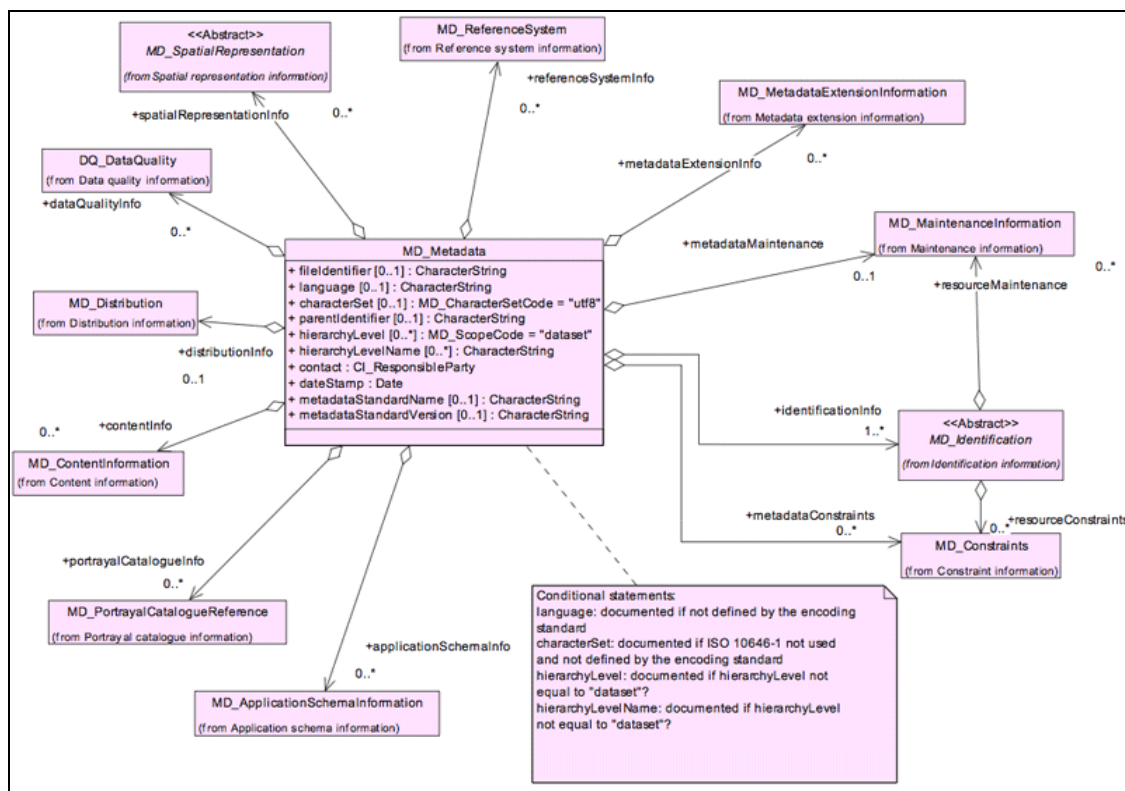 <<Abstract>>
MD_SpatialRepresentation
(from Spatial representation information)
MD_ReferenceSystem
(from Reference system information)
+referenceSystemInfo
0..*
+spatialRepresentationInfo
0..*
MD_MetadataExtensionInformation
(from Metadata extension information)
+metadataExtensionInfo
0..*
DQ_DataQuality
(from Data quality information)
+dataQualityInfo
0..*
MD_MaintenanceInformation
(from Maintenance information)
+metadataMaintenance
0..1
0..*
+resourceMaintenance
MD_Metadata
+ fileIdentifier [0..1] : CharacterString
+ language [0..1] : CharacterString
+ characterSet [0..1] : MD_CharacterSetCode = "utf8"
+ parentIdentifier [0..1] : CharacterString
+ hierarchyLevel [0..*] : MD_ScopeCode = "dataset"
+ hierarchyLevelName [0..*] : CharacterString
+ contact : CI_ResponsibleParty
+ dateStamp : Date
+ metadataStandardName [0..1] : CharacterString
+ metadataStandardVersion [0..1] : CharacterString
MD_Distribution
(from Distribution information)
+distributionInfo
0..1
+identificationInfo
1..*
<<Abstract>>
MD_Identification
(from Identification information)
+contentInfo
0..*
MD_ContentInformation
(from Content information)
+metadataConstraints
0..*
0..*
+resourceConstraints
MD_Constraints
(from Constraint information)
+portrayalCatalogueInfo
0..*
MD_PortrayalCatalogueReference
(from Portrayal catalogue information)
+applicationSchemaInfo
0..*
MD_ApplicationSchemaInformation
(from Application schema information)
Conditional statements:
language: documented if not defined by the encoding
standard
characterSet: documented if ISO 10646-1 not used
and not defined by the encoding standard
hierarchyLevel: documented if hierarchyLevel not
equal to "dataset"?
hierarchyLevelName: documented if hierarchyLevel
not equal to "dataset"?